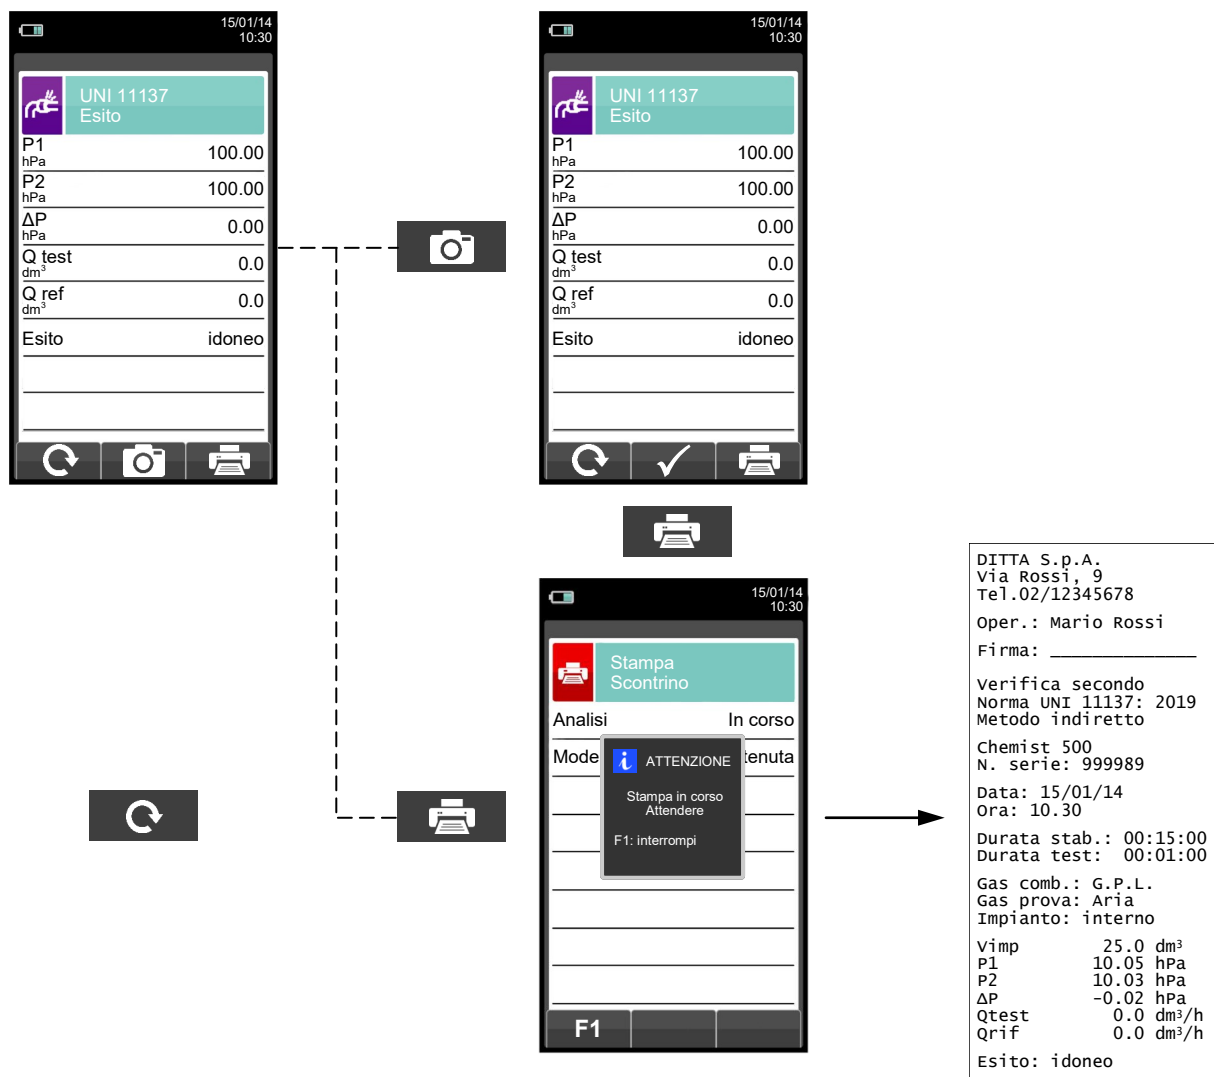 15/01/14
10:30
UNI 11137
Esito
P1
hPa
100.00
P2
hPa
100.00
ΔP
hPa
0.00
Q test
dm³
0.0
Q ref
dm³
0.0
Esito idoneo
15/01/14
10:30
UNI 11137
Esito
P1
hPa
100.00
P2
hPa
100.00
ΔP
hPa
0.00
Q test
dm³
0.0
Q ref
dm³
0.0
Esito idoneo
15/01/14
10:30
Stampa
Scontrino
Analisi In corso
Mode tenuta
i ATTENZIONE
Stampa in corso
Attendere
F1: interrompi
F1
DITTA S.p.A.
Via Rossi, 9
Tel.02/12345678
Oper.: Mario Rossi
Firma: ______________
Verifica secondo
Norma UNI 11137: 2019
Metodo indiretto
Chemist 500
N. serie: 999989
Data: 15/01/14
Ora: 10.30
Durata stab.: 00:15:00
Durata test: 00:01:00
Gas comb.: G.P.L.
Gas prova: Aria
Impianto: interno
Vimp 25.0 dm³
P1 10.05 hPa
P2 10.03 hPa
ΔP -0.02 hPa
Qtest 0.0 dm³/h
Qrif 0.0 dm³/h
Esito: idoneo